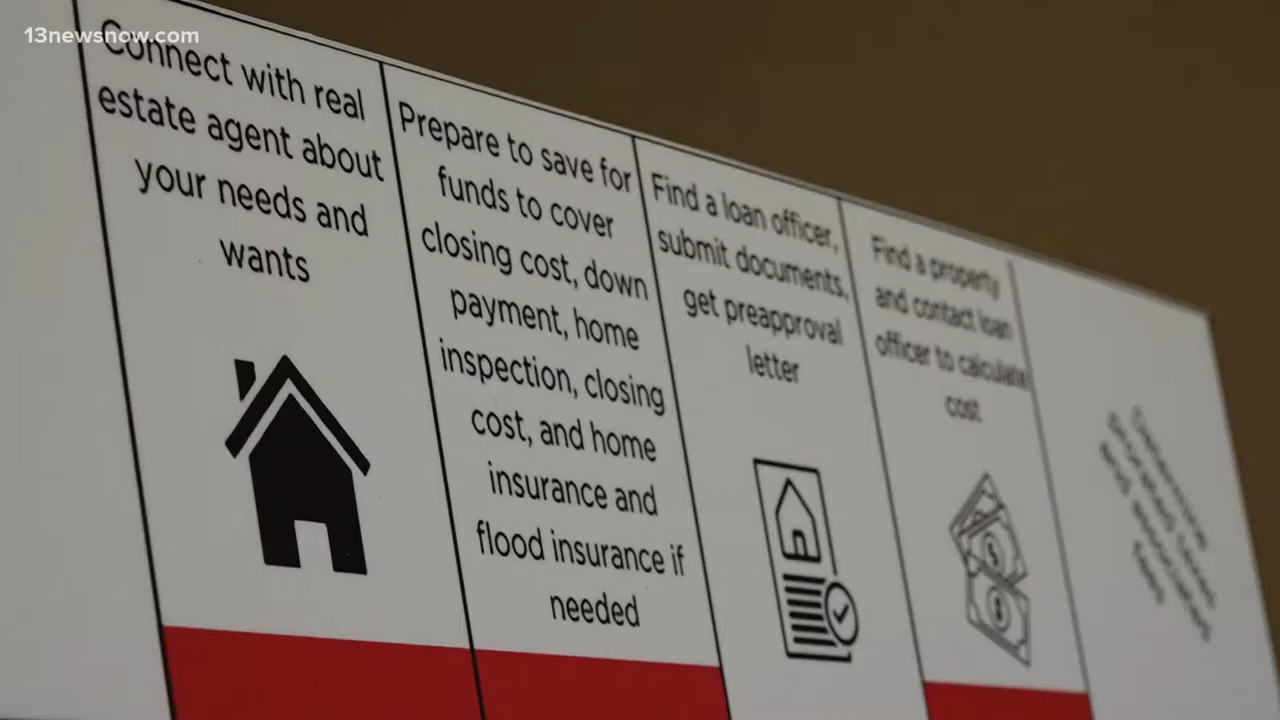 13newsnow.com
Connect with real
estate agent about
your needs and
wants
Prepare to save for
funds to cover
closing cost, down
payment, home
inspection, closing
cost, and home
insurance and
flood insurance if
needed
Find a loan officer,
submit documents,
get preapproval
letter
Find a property
and contact loan
officer to calculate
cost